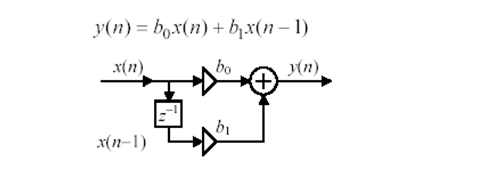 y(n) = b₀x(n) + b₁x(n − 1)
x(n) b₀ y(n)
z⁻¹
x(n−1) b₁